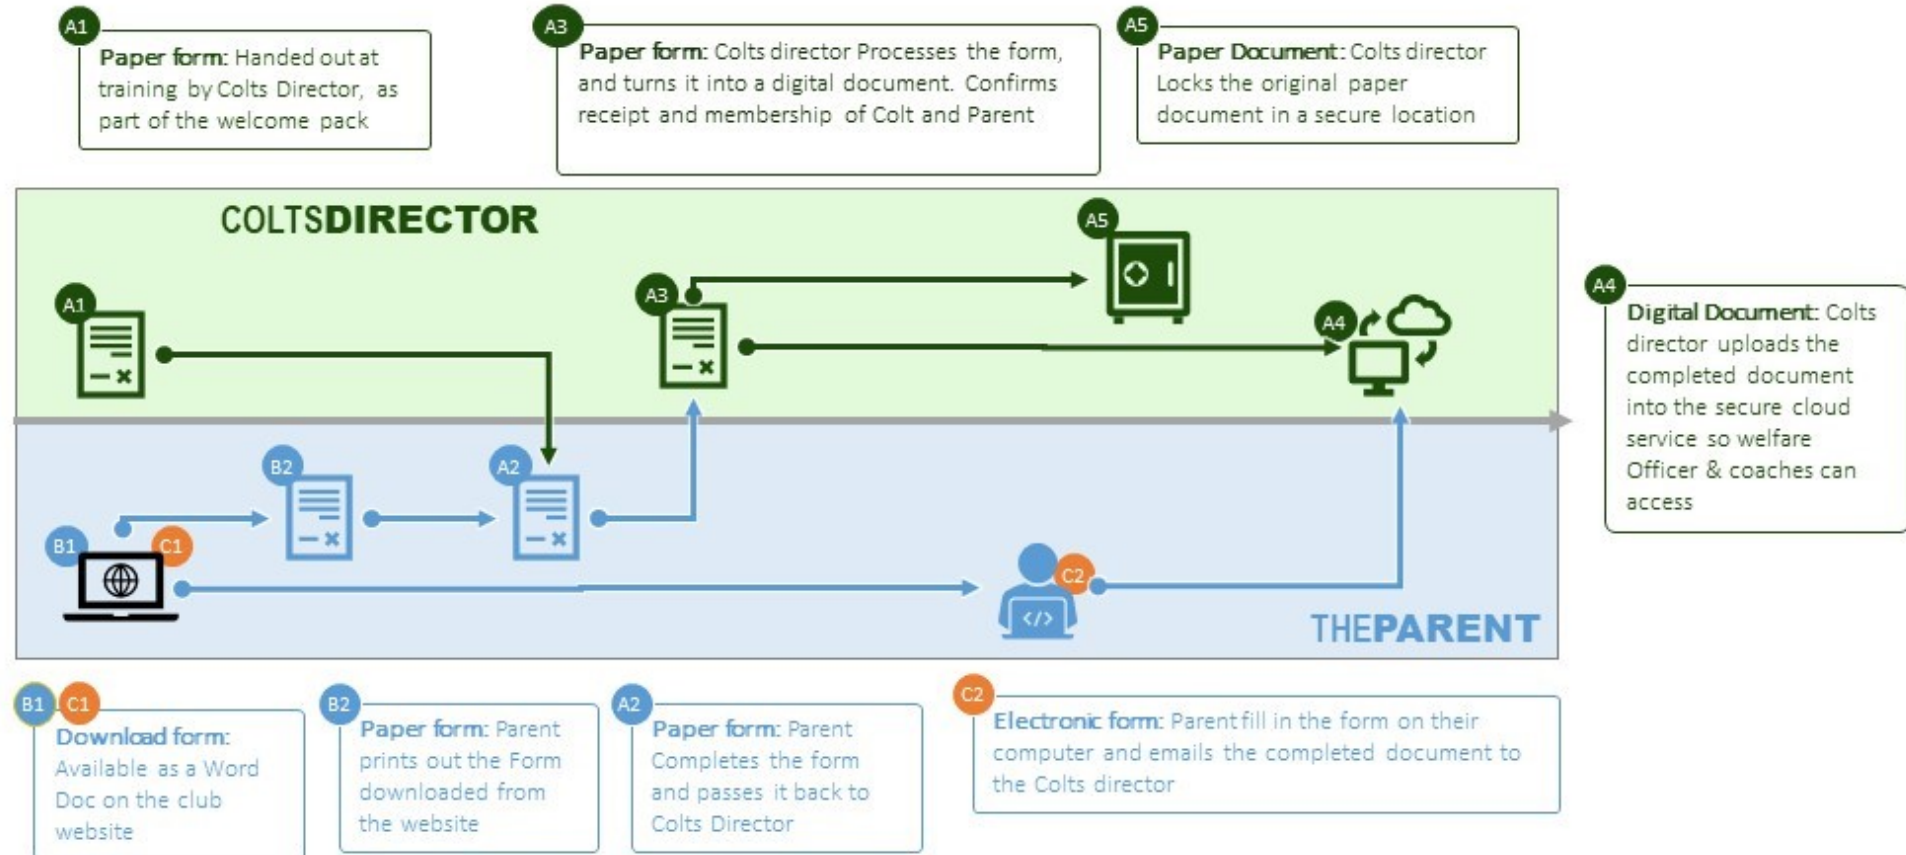 A1
Paper form: Handed out at
training by Colts Director, as
part of the welcome pack
A3
Paper form: Colts director Processes the form,
and turns it into a digital document. Confirms
receipt and membership of Colt and Parent
A5
Paper Document: Colts director
Locks the original paper
document in a secure location
COLTSDIRECTOR
A1
A3
A5
A4
A4
Digital Document: Colts
director uploads the
completed document
into the secure cloud
service so welfare
Officer & coaches can
access
B2
A2
B1
C1
C2
</>
THEPARENT
B1
C1
Download form:
Available as a Word
Doc on the club
website
B2
Paper form: Parent
prints out the Form
downloaded from
the website
A2
Paper form: Parent
Completes the form
and passes it back to
Colts Director
C2
Electronic form: Parent fill in the form on their
computer and emails the completed document to
the Colts director